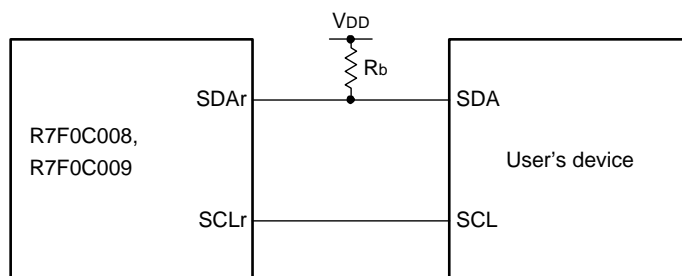 VDD
Rb
SDAr
SDA
R7F0C008,
R7F0C009
User's device
SCLr
SCL